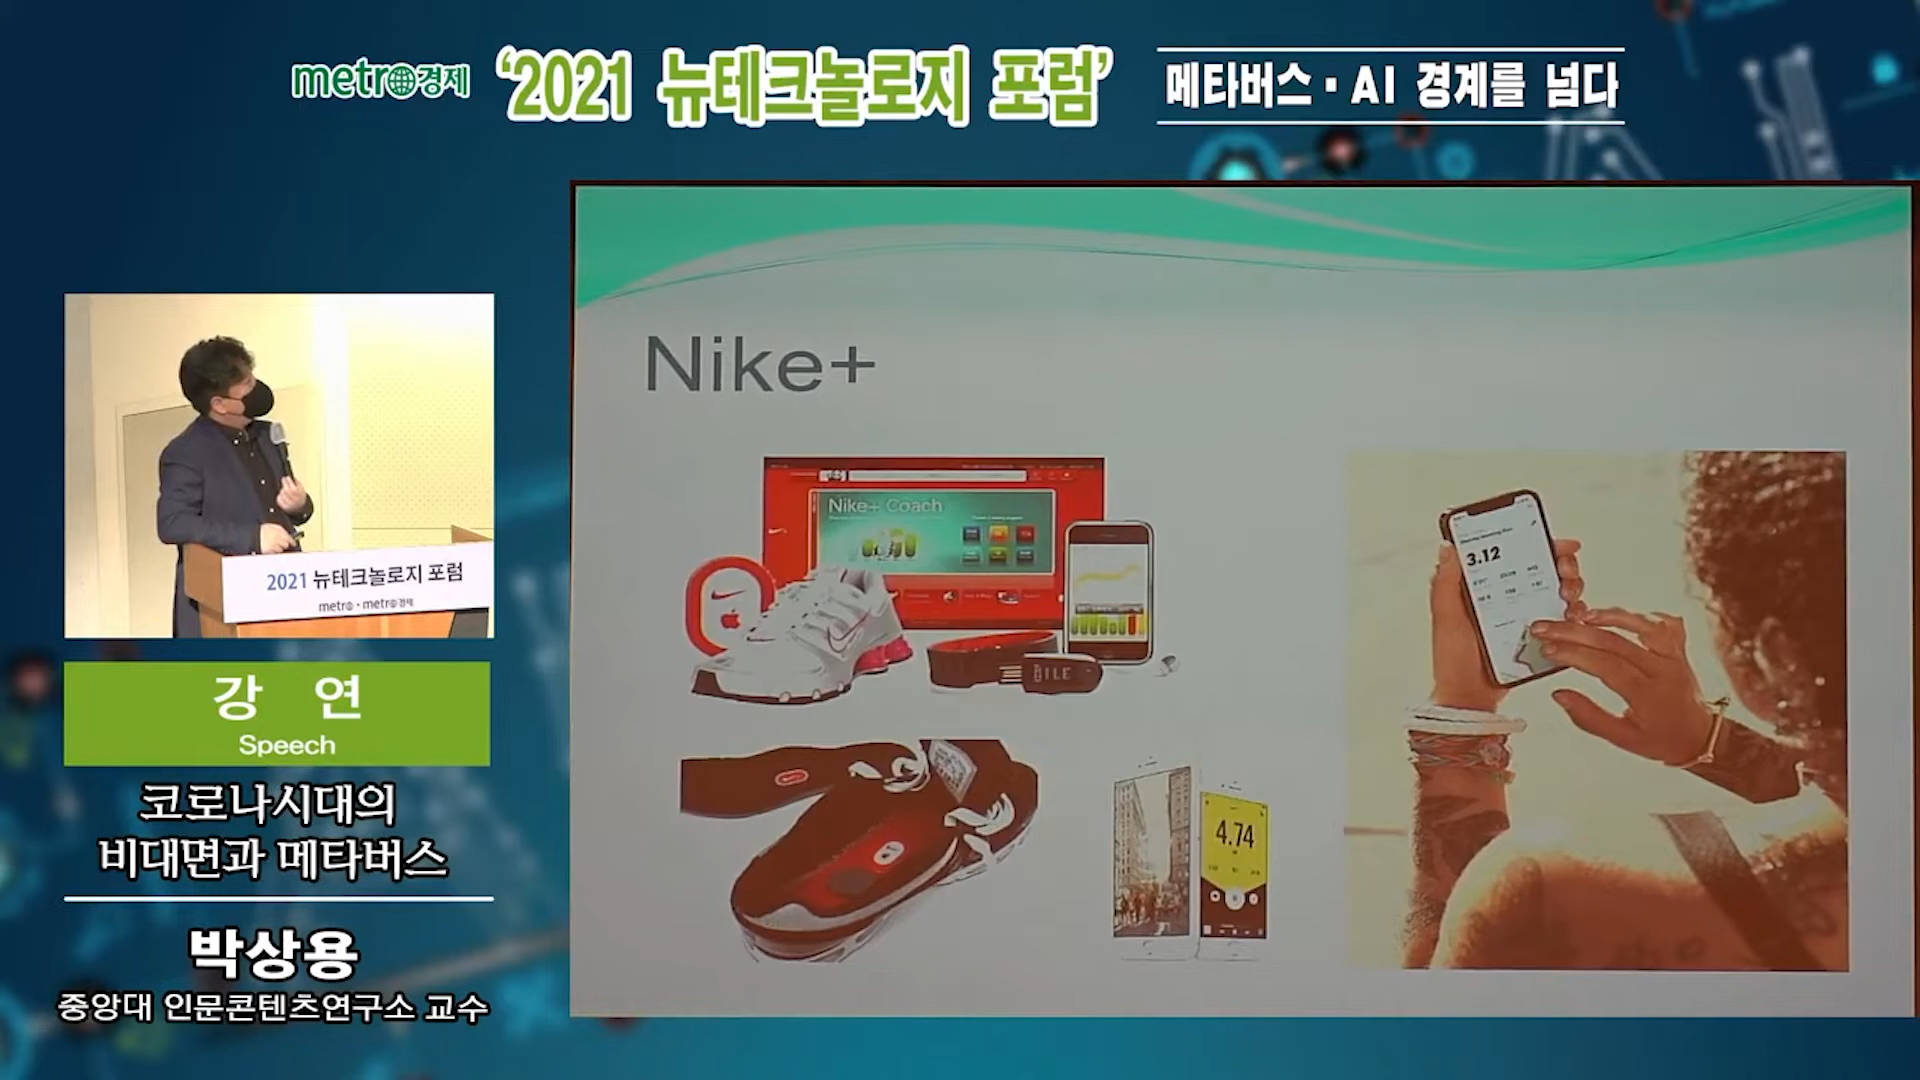 metro경제
‘2021 뉴테크놀로지 포럼’
메타버스·AI 경계를 넘다
Nike+
Nike+ Coach
3.12
4.74
2021 뉴테크놀로지 포럼
metro · metro경제
강 연
Speech
코로나시대의
비대면과 메타버스
박상용
중앙대 인문콘텐츠연구소 교수